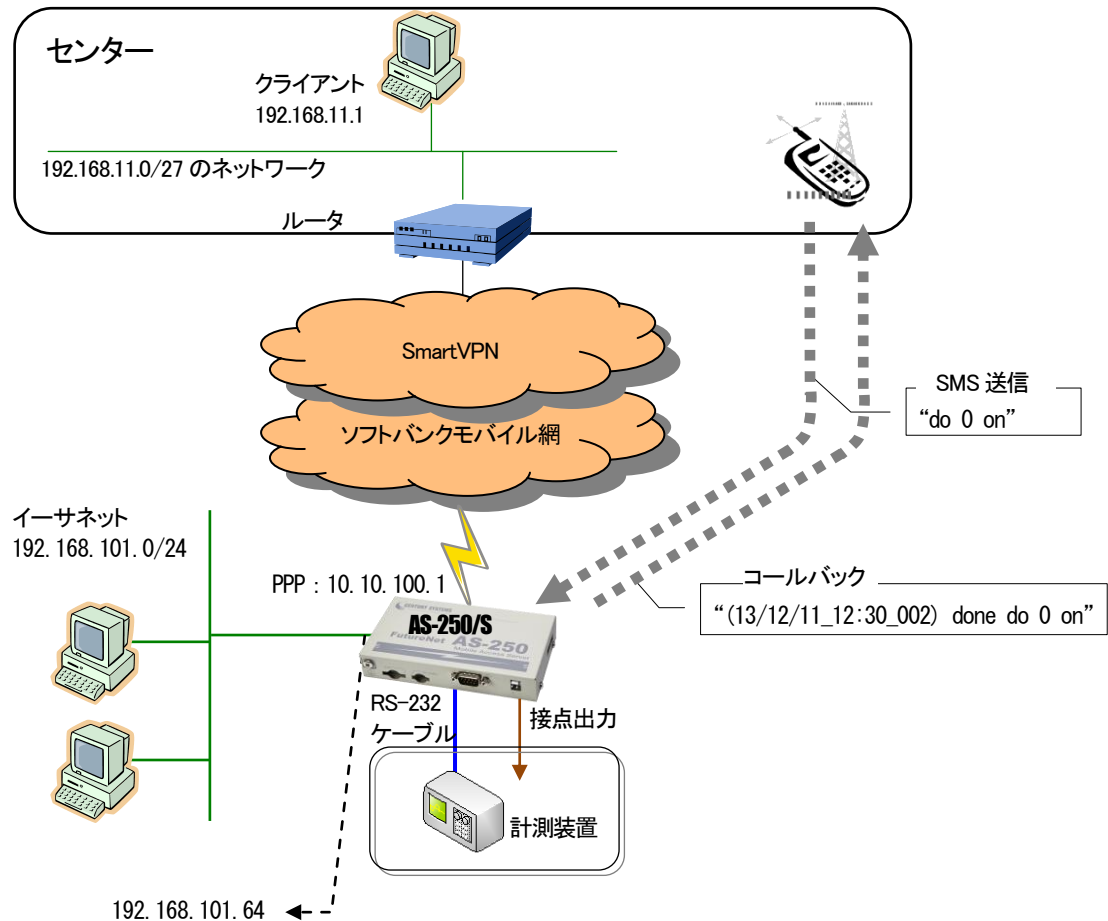 センター
クライアント
192.168.11.1
192.168.11.0/27 のネットワーク
ルータ
SmartVPN
ソフトバンクモバイル網
SMS 送信
“do 0 on”
イーサネット
192.168.101.0/24
PPP : 10.10.100.1
コールバック
“(13/12/11_12:30_002) done do 0 on”
CENTURY SYSTEMS
AS-250/S
FutureNet AS-250
Mobile Access Server
RS-232
ケーブル
接点出力
計測装置
192.168.101.64